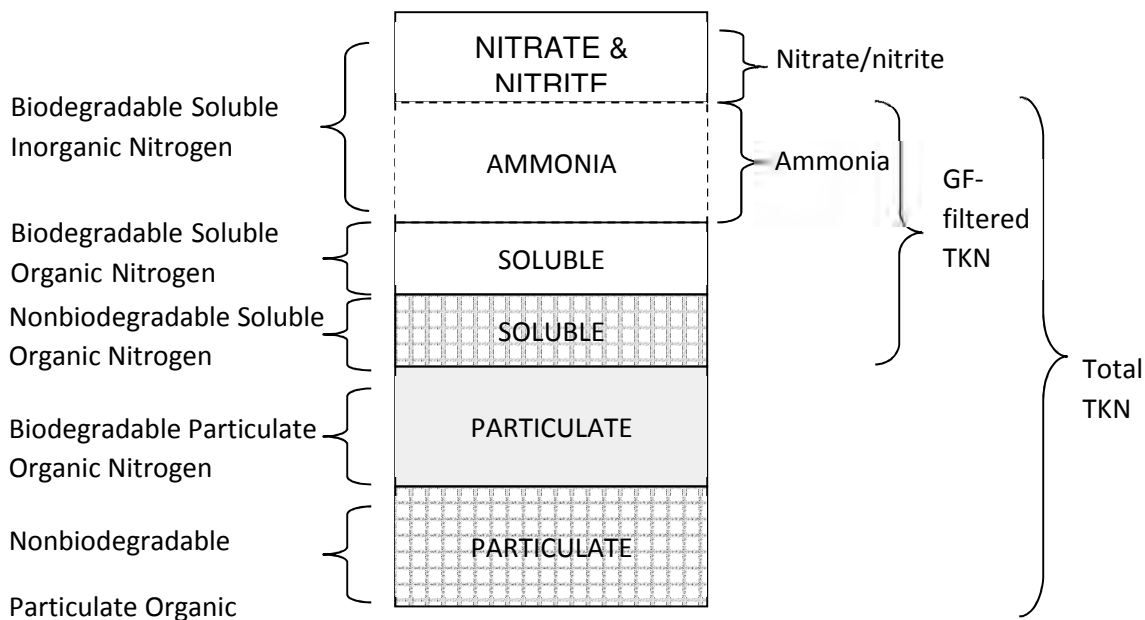 NITRATE &
NITRITE
Nitrate/nitrite
Biodegradable Soluble
Inorganic Nitrogen
AMMONIA
Ammonia
GF-
filtered
TKN
Biodegradable Soluble
Organic Nitrogen
SOLUBLE
Nonbiodegradable Soluble
Organic Nitrogen
SOLUBLE
Total
TKN
Biodegradable Particulate
Organic Nitrogen
PARTICULATE
Nonbiodegradable
Particulate Organic
PARTICULATE